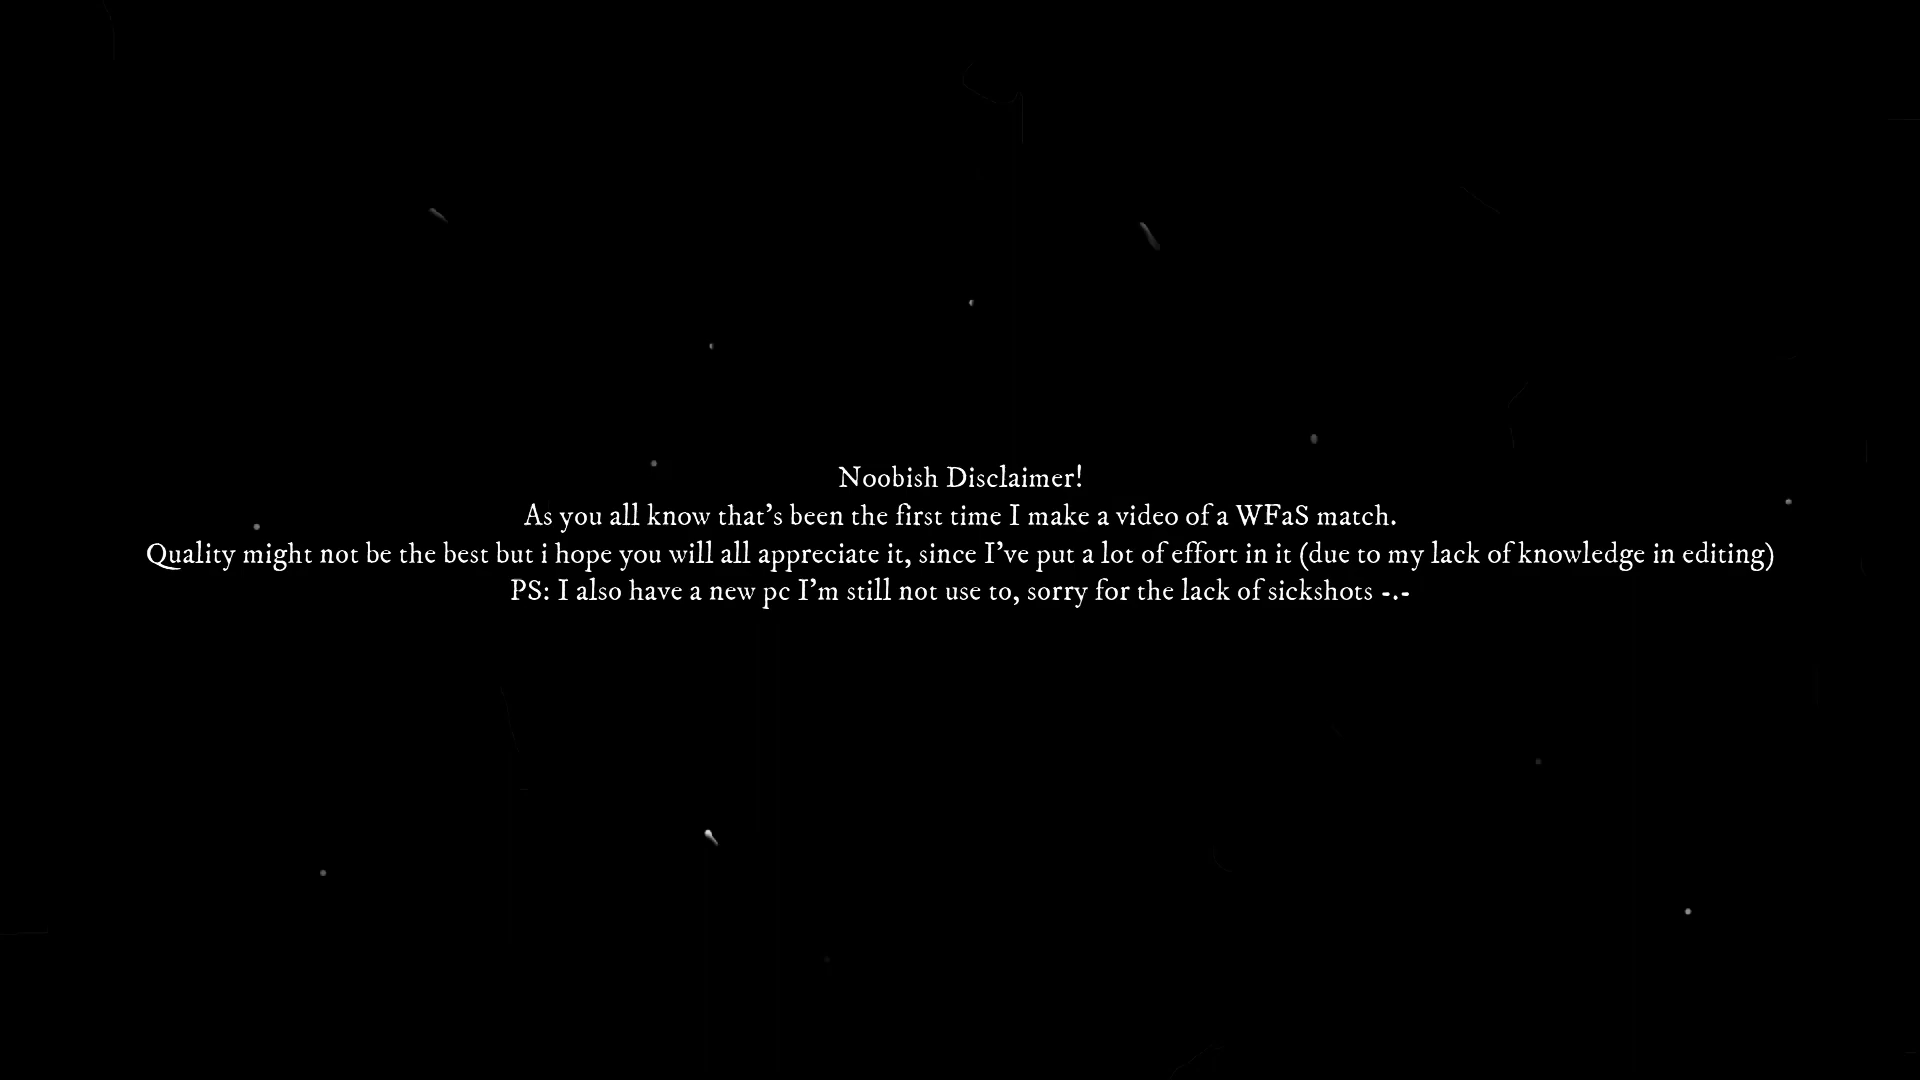 Noobish Disclaimer!
As you all know that's been the first time I make a video of a WFaS match.
Quality might not be the best but i hope you will all appreciate it, since I've put a lot of effort in it (due to my lack of knowledge in editing)
PS: I also have a new pc I'm still not use to, sorry for the lack of sickshots -.-